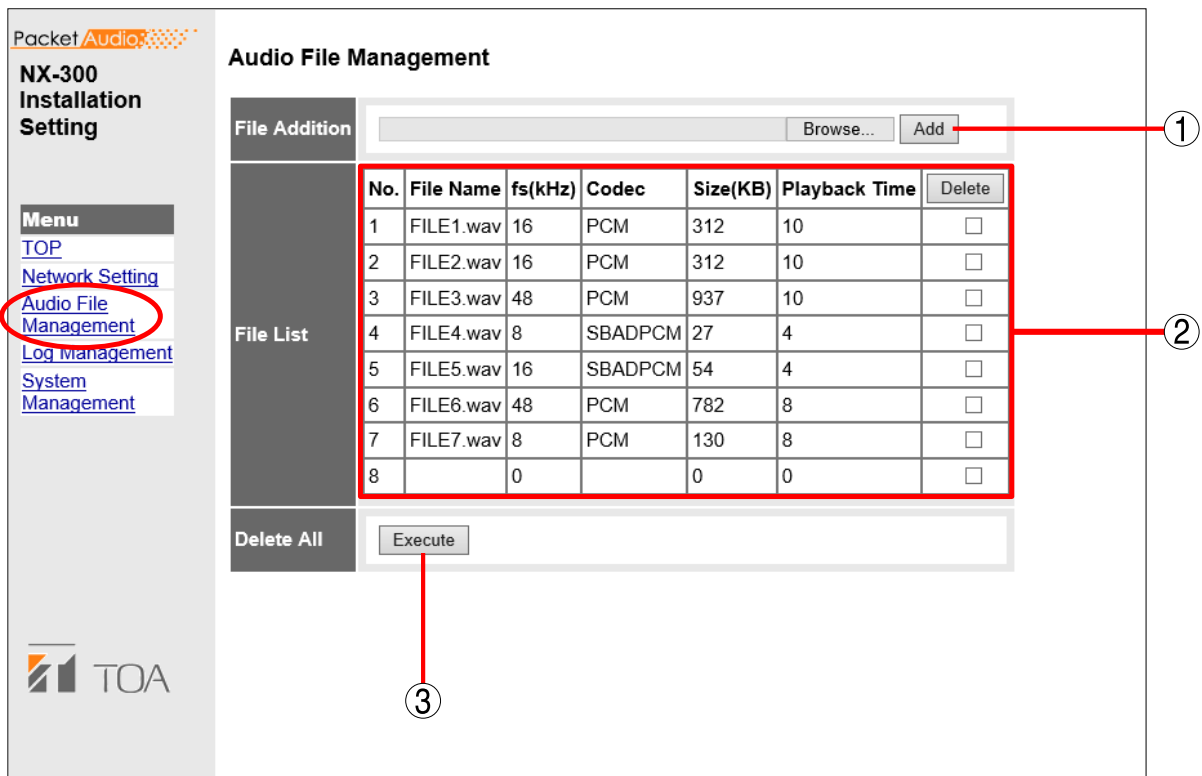 Packet Audio
NX-300
Installation
Setting
Menu
TOP
Network Setting
Audio File
Management
Log Management
System
Management
TOA
Audio File Management
File Addition Browse... Add
①
File List
No. File Name fs(kHz) Codec Size(KB) Playback Time Delete
1 FILE1.wav 16 PCM 312 10
2 FILE2.wav 16 PCM 312 10
3 FILE3.wav 48 PCM 937 10
4 FILE4.wav 8 SBADPCM 27 4
5 FILE5.wav 16 SBADPCM 54 4
6 FILE6.wav 48 PCM 782 8
7 FILE7.wav 8 PCM 130 8
8 0 0 0
②
Delete All Execute
③